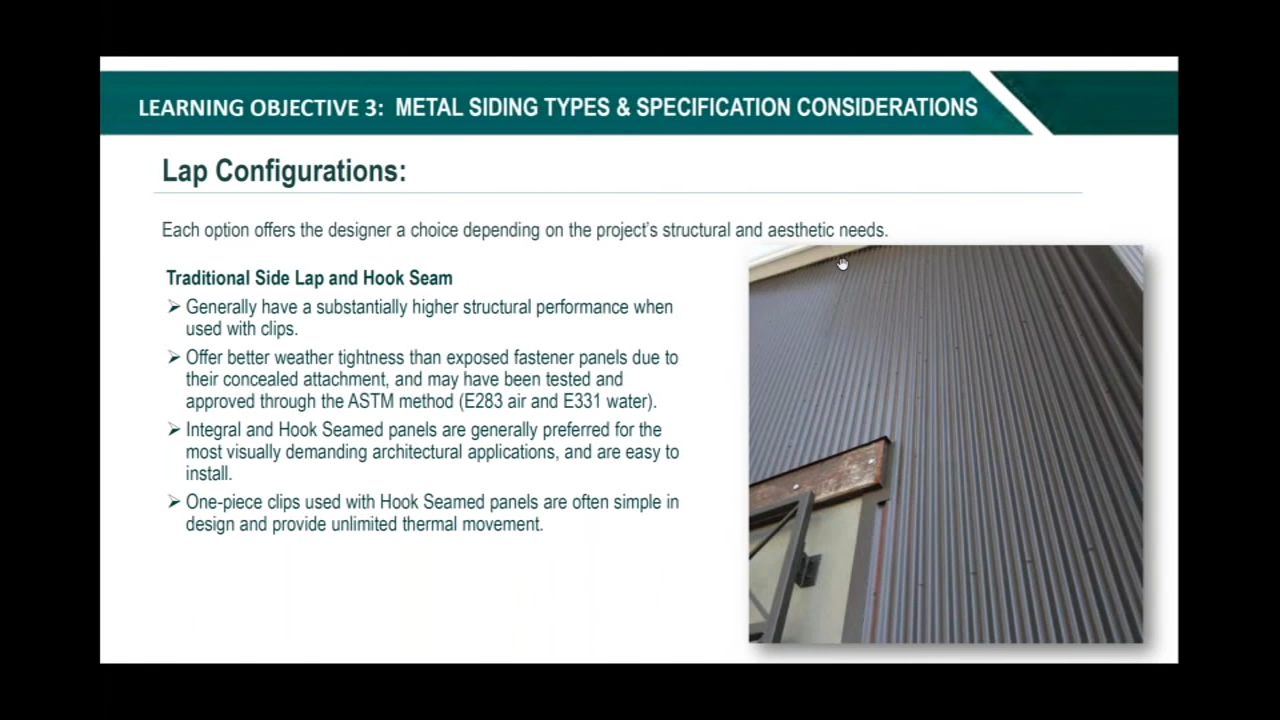 LEARNING OBJECTIVE 3: METAL SIDING TYPES & SPECIFICATION CONSIDERATIONS
Lap Configurations:
Each option offers the designer a choice depending on the project's structural and aesthetic needs.
Traditional Side Lap and Hook Seam
➢ Generally have a substantially higher structural performance when
used with clips.
➢ Offer better weather tightness than exposed fastener panels due to
their concealed attachment, and may have been tested and
approved through the ASTM method (E283 air and E331 water).
➢ Integral and Hook Seamed panels are generally preferred for the
most visually demanding architectural applications, and are easy to
install.
➢ One-piece clips used with Hook Seamed panels are often simple in
design and provide unlimited thermal movement.